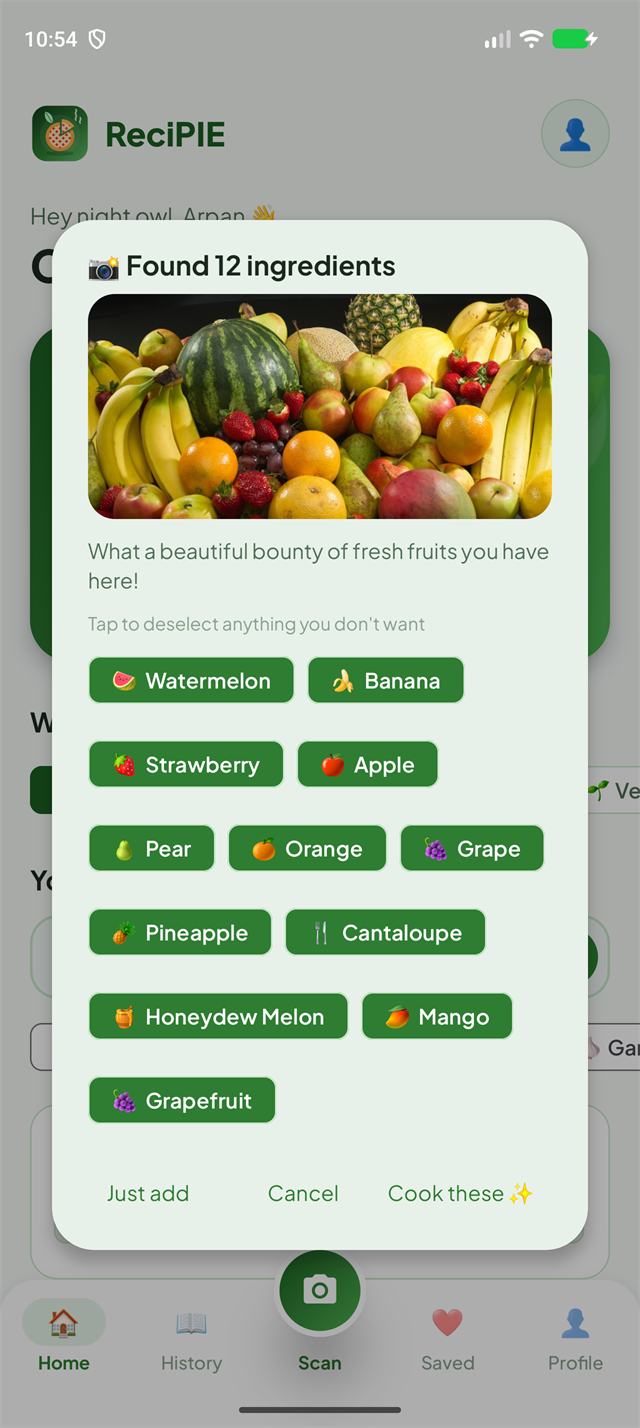 10:54
ReciPIE
Hey night owl, Arpan 👋
📸 Found 12 ingredients
What a beautiful bounty of fresh fruits you have
here!
Tap to deselect anything you don't want
🍉 Watermelon
🍌 Banana
🍓 Strawberry
🍎 Apple
🍐 Pear
🍊 Orange
🍇 Grape
🍍 Pineapple
🍴 Cantaloupe
🍯 Honeydew Melon
🥭 Mango
🍇 Grapefruit
Just add
Cancel
Cook these ✨
Home
History
Scan
Saved
Profile